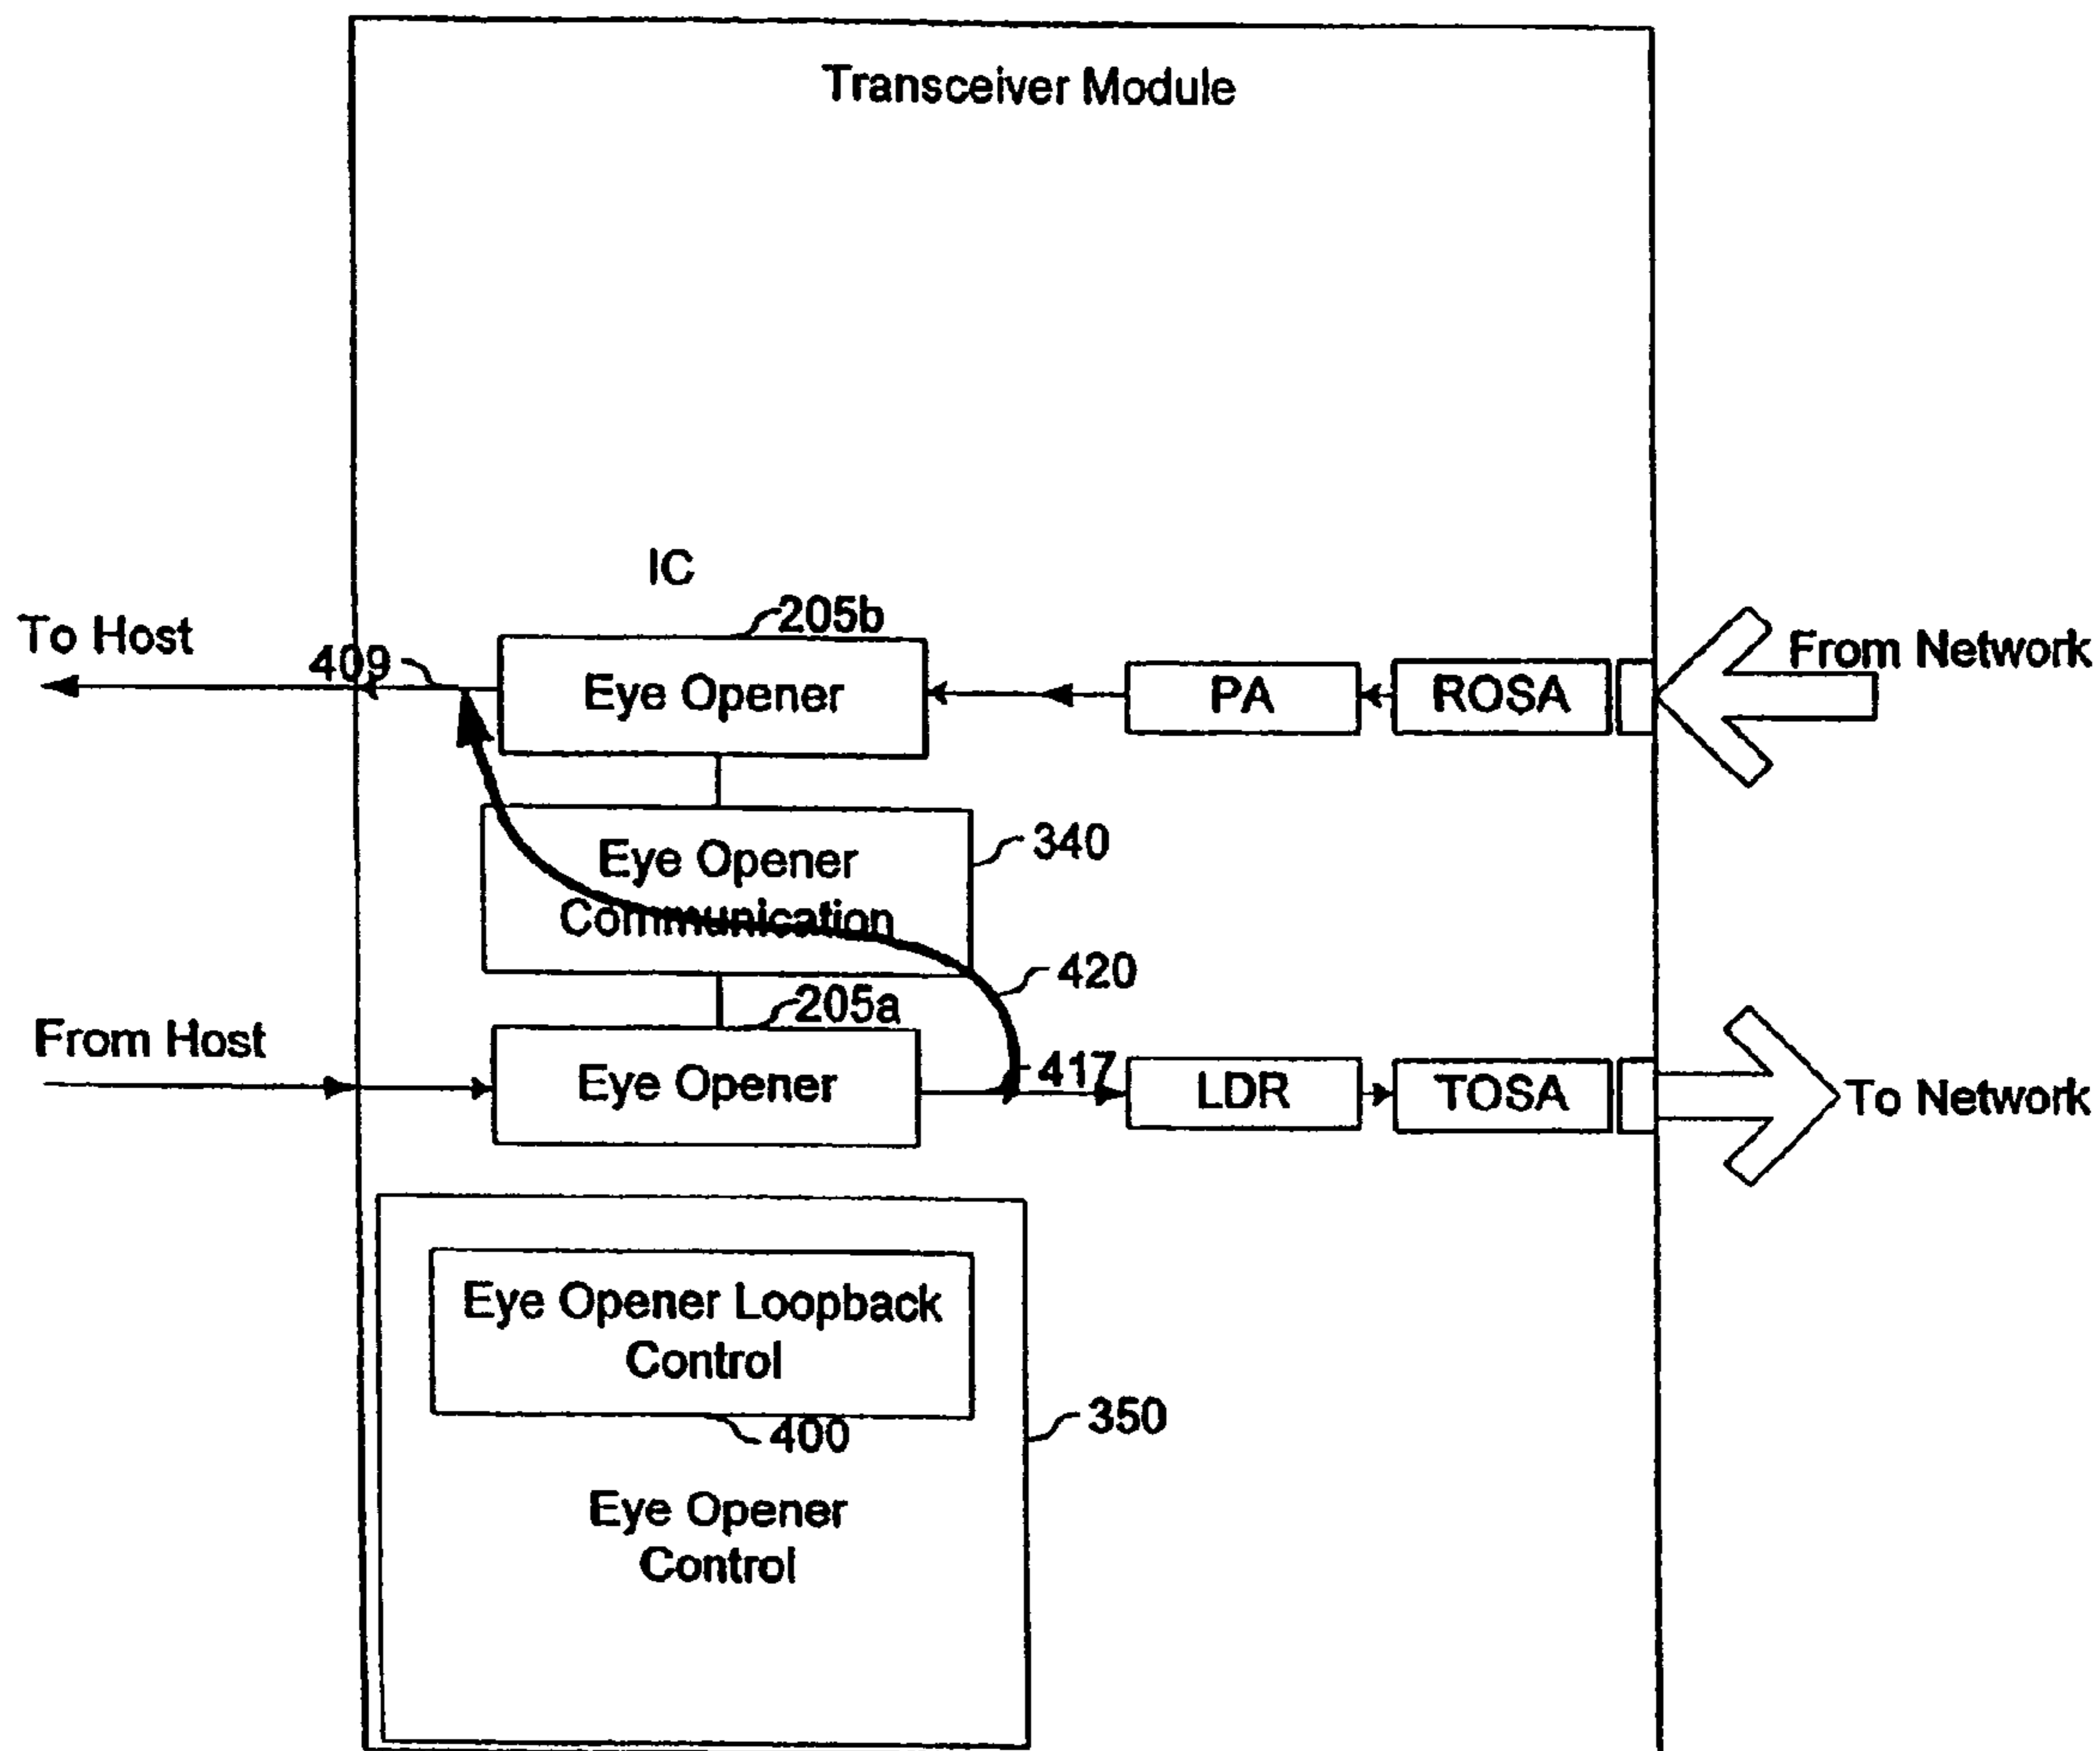 Transceiver Module
IC
205b
To Host
409
Eye Opener
PA
ROSA
From Network
Eye Opener
Communication
340
420
205a
From Host
Eye Opener
417
LDR
TOSA
To Network
Eye Opener Loopback
Control
400
350
Eye Opener
Control